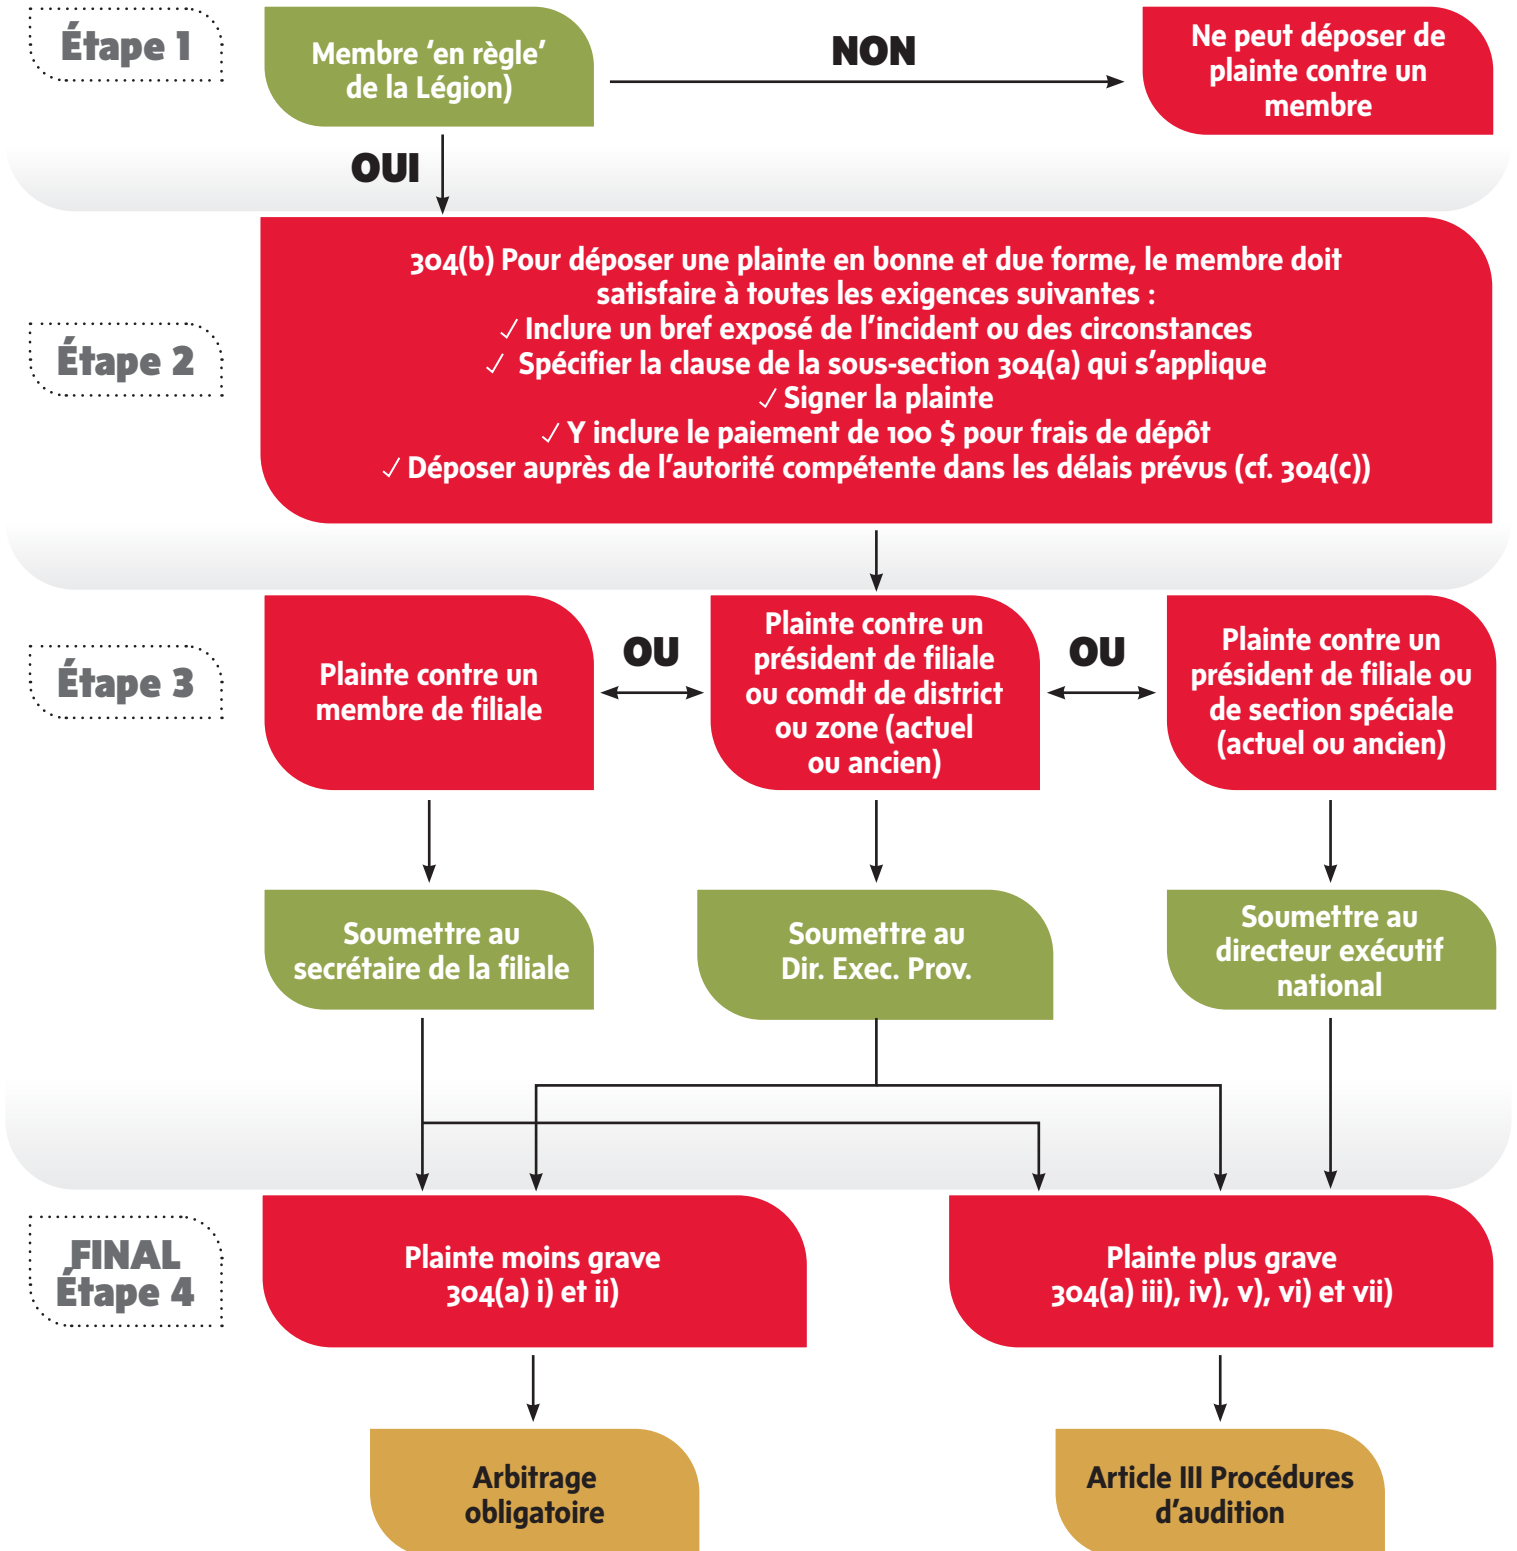 Étape 1
Membre ‘en règle’
de la Légion)
NON
Ne peut déposer de
plainte contre un
membre
OUI
Étape 2
304(b) Pour déposer une plainte en bonne et due forme, le membre doit
satisfaire à toutes les exigences suivantes :
✓ Inclure un bref exposé de l’incident ou des circonstances
✓ Spécifier la clause de la sous-section 304(a) qui s’applique
✓ Signer la plainte
✓ Y inclure le paiement de 100 $ pour frais de dépôt
✓ Déposer auprès de l’autorité compétente dans les délais prévus (cf. 304(c))
Étape 3
Plainte contre un
membre de filiale
OU
Plainte contre un
président de filiale
ou comdt de district
ou zone (actuel
ou ancien)
OU
Plainte contre un
président de filiale ou
de section spéciale
(actuel ou ancien)
Soumettre au
secrétaire de la filiale
Soumettre au
Dir. Exec. Prov.
Soumettre au
directeur exécutif
national
FINAL
Étape 4
Plainte moins grave
304(a) i) et ii)
Plainte plus grave
304(a) iii), iv), v), vi) et vii)
Arbitrage
obligatoire
Article III Procédures
d’audition